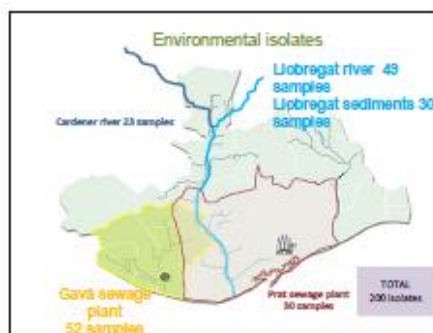 Environmental isolates
Llobregat river 49
samples
Llobregat sediments 30
samples
Cardener river 23 samples
Gavà sewage
plant
52 samples
Prat sewage plant
30 samples
TOTAL
200 isolates